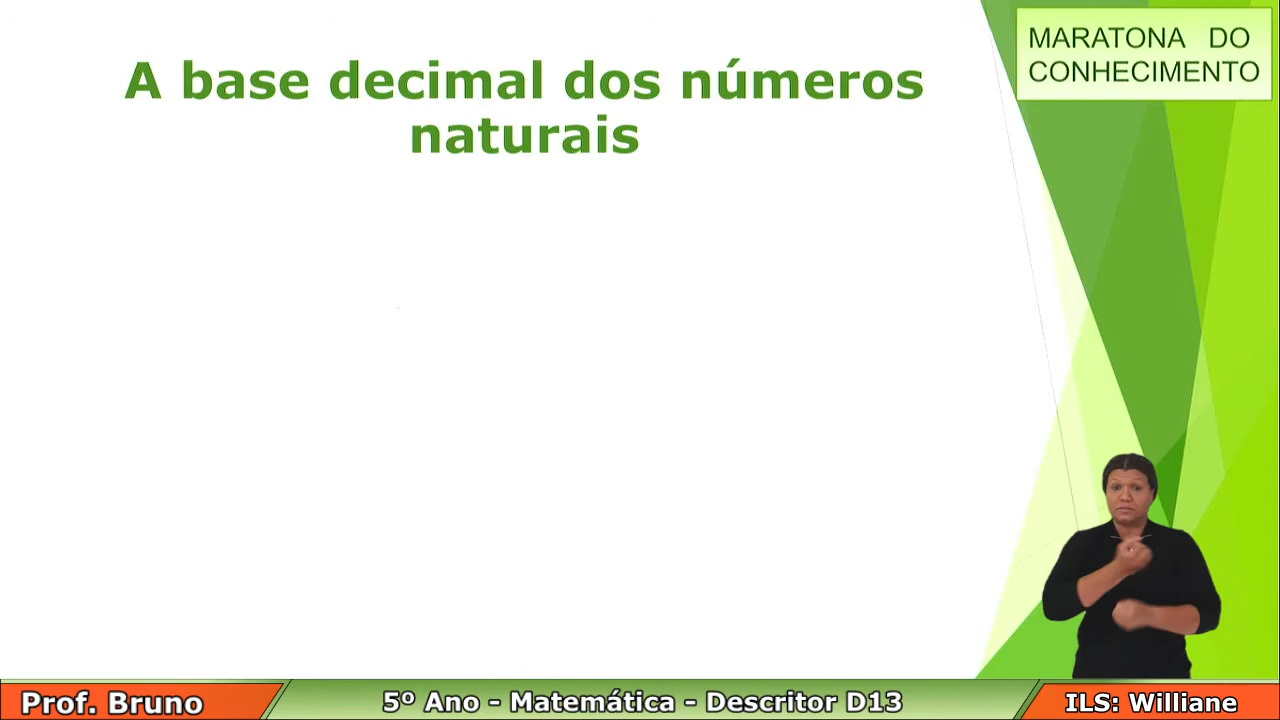 A base decimal dos números
naturais
MARATONA DO
CONHECIMENTO
Prof. Bruno
5º Ano - Matemática - Descritor D13
ILS: Williane